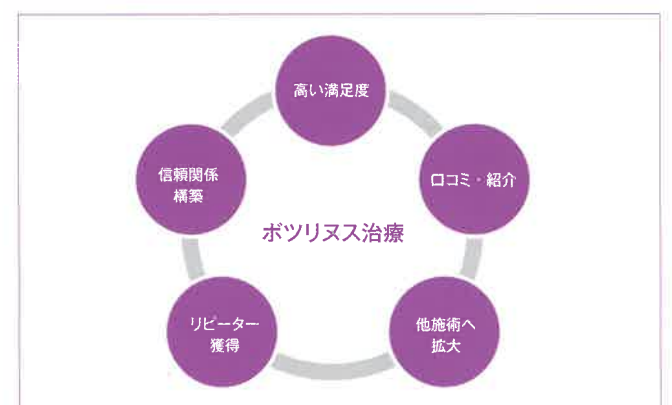 高い満足度
口コミ・紹介
他施術へ
拡大
リピーター
獲得
信頼関係
構築
ボツリヌス治療